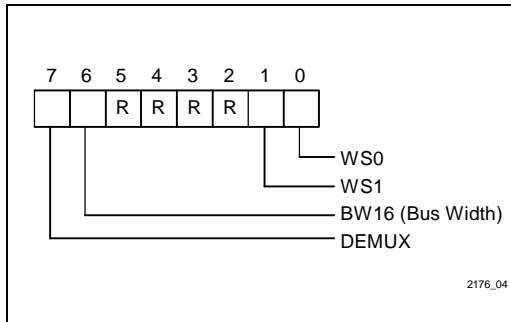 7 6 5 4 3 2 1 0
R R R R
WS0
WS1
BW16 (Bus Width)
DEMUX
2176_04